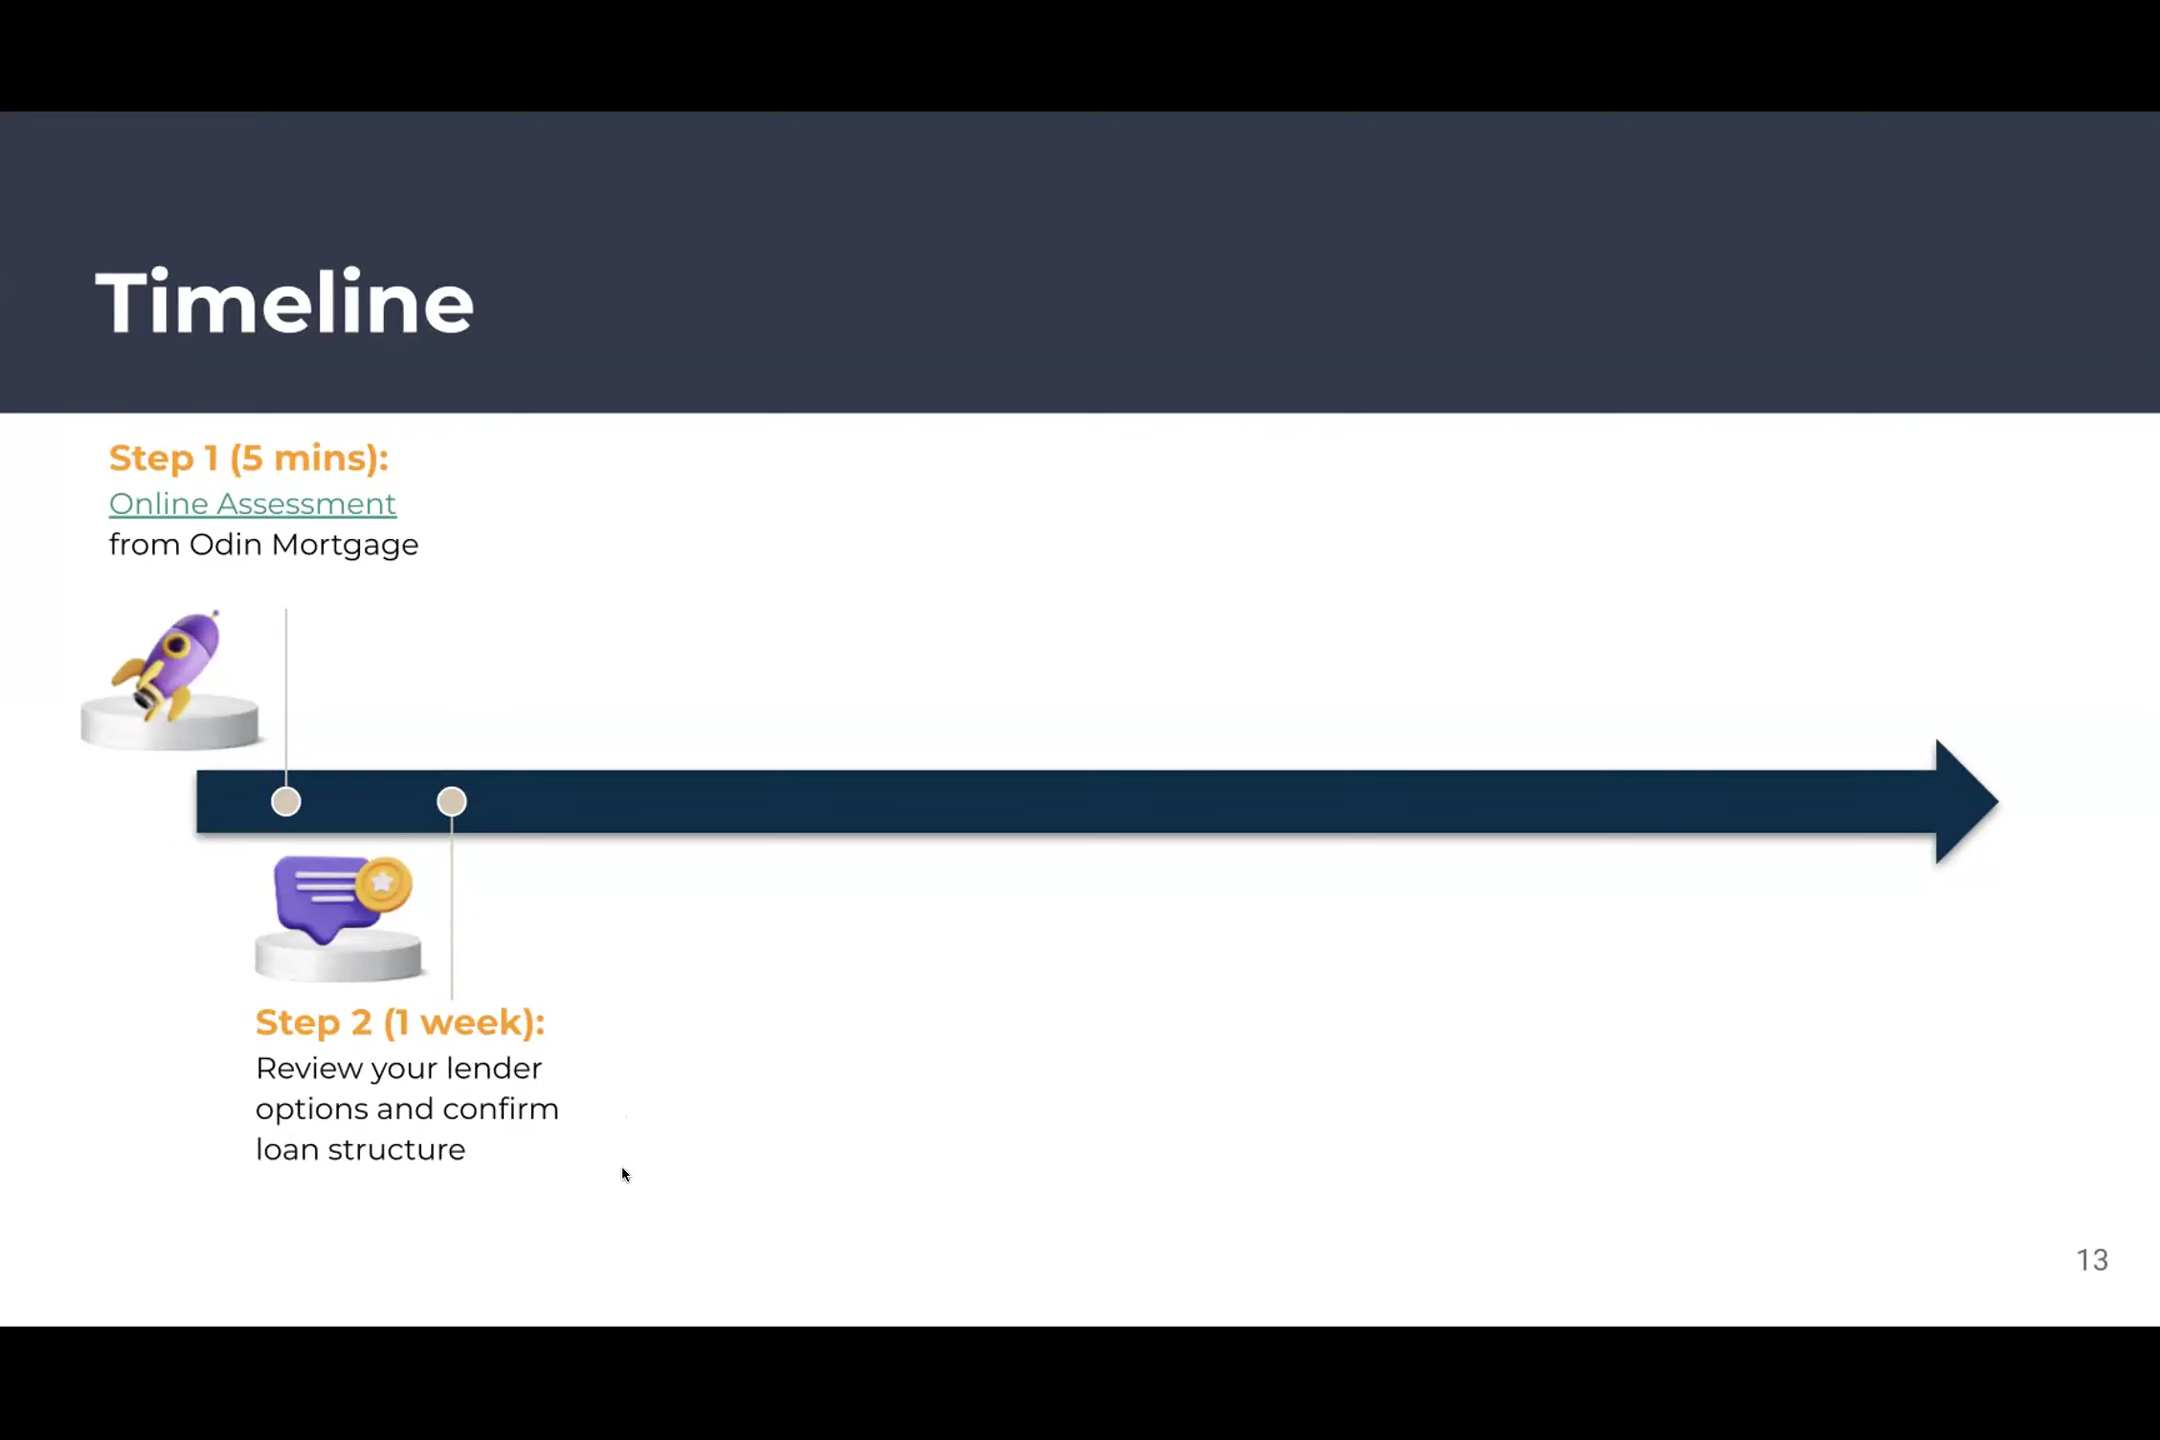 Timeline
Step 1 (5 mins):
Online Assessment
from Odin Mortgage
Step 2 (1 week):
Review your lender
options and confirm
loan structure
13